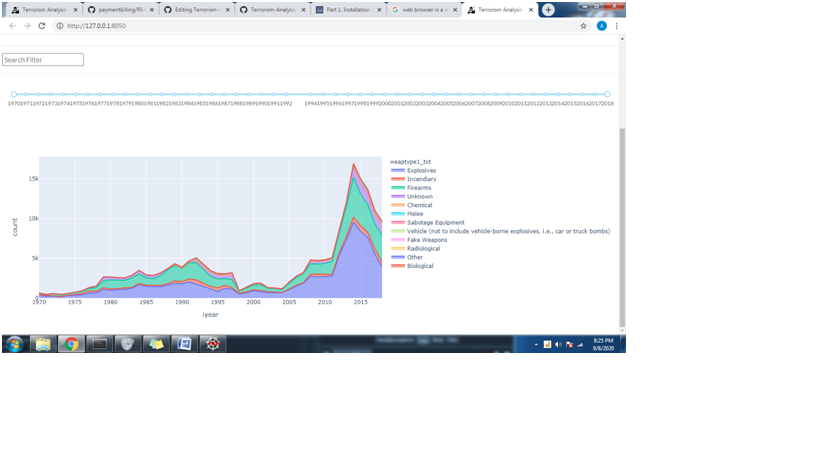 Terrorism Analysis paymentbilling/RE Editing Terrorism- Terrorism-Analysis Part 1. Installation web browser is a Terrorism Analysis
http://127.0.0.1:8050 A
Search Filter
1970 1971 1972 1973 1974 1975 1976 1977 1978 1979 1980 1981 1982 1983 1984 1985 1986 1987 1988 1989 1990 1991 1992 1994 1995 1996 1997 1998 1999 2000 2001 2002 2003 2004 2005 2006 2007 2008 2009 2010 2011 2012 2013 2014 2015 2016 2017 2018
weaptype1_txt
Explosives
Incendiary
15k
Firearms
Unknown
Chemical
Melee
10k
Sabotage Equipment
count
Vehicle (not to include vehicle-borne explosives, i.e., car or truck bombs)
Fake Weapons
Radiological
5k
Other
Biological
0
1970 1975 1980 1985 1990 1995 2000 2005 2010 2015
iyear
8:25 PM
9/8/2020